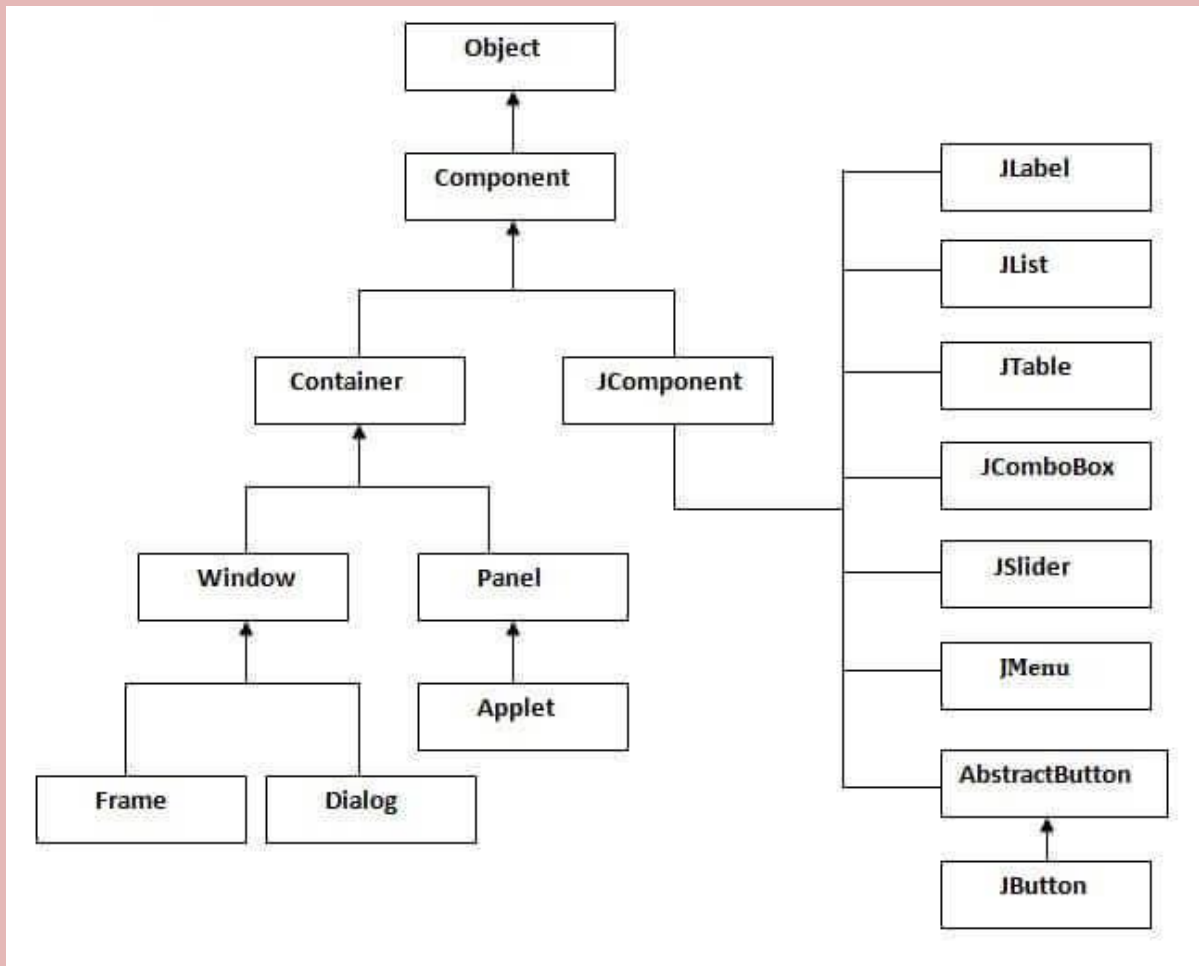 Object
Component
Container
JComponent
Window
Panel
Applet
Frame
Dialog
JLabel
JList
JTable
JComboBox
JSlider
JMenu
AbstractButton
JButton